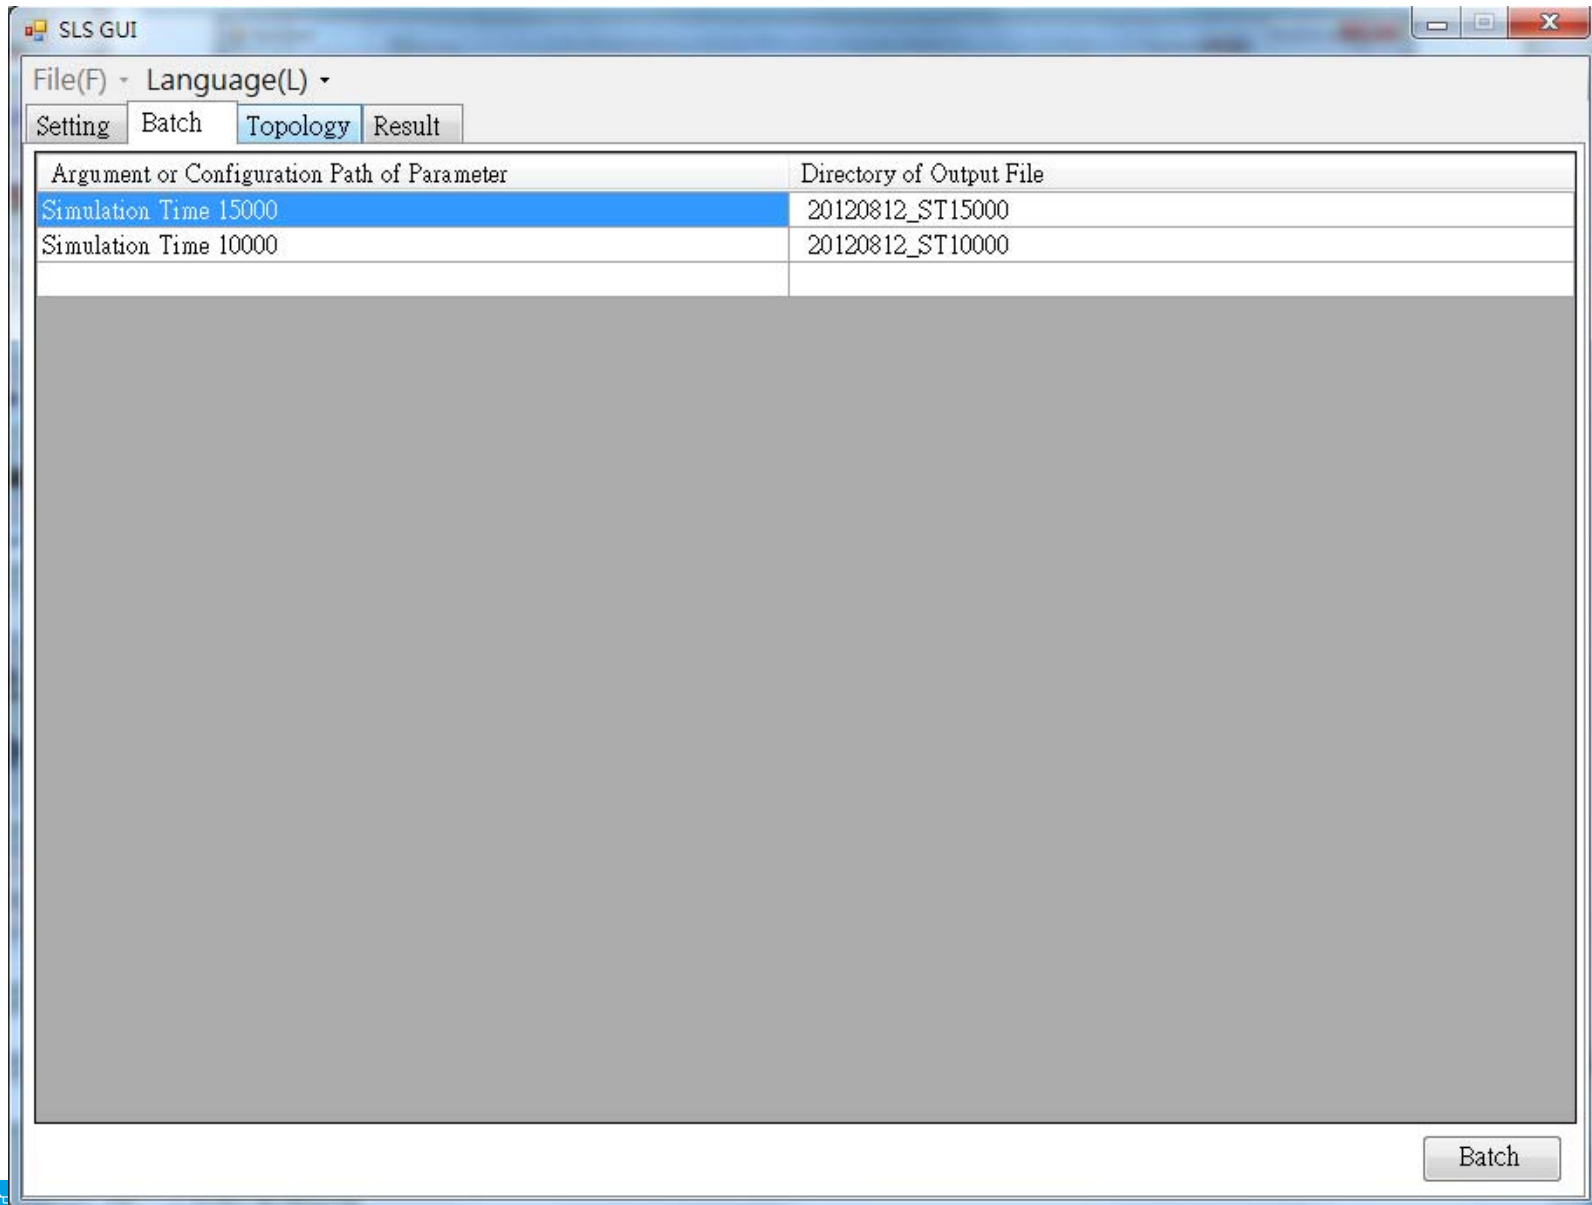 SLS GUI
File(F) Language(L)
Setting Batch Topology Result
Argument or Configuration Path of Parameter Directory of Output File
Simulation Time 15000 20120812_ST15000
Simulation Time 10000 20120812_ST10000
Batch